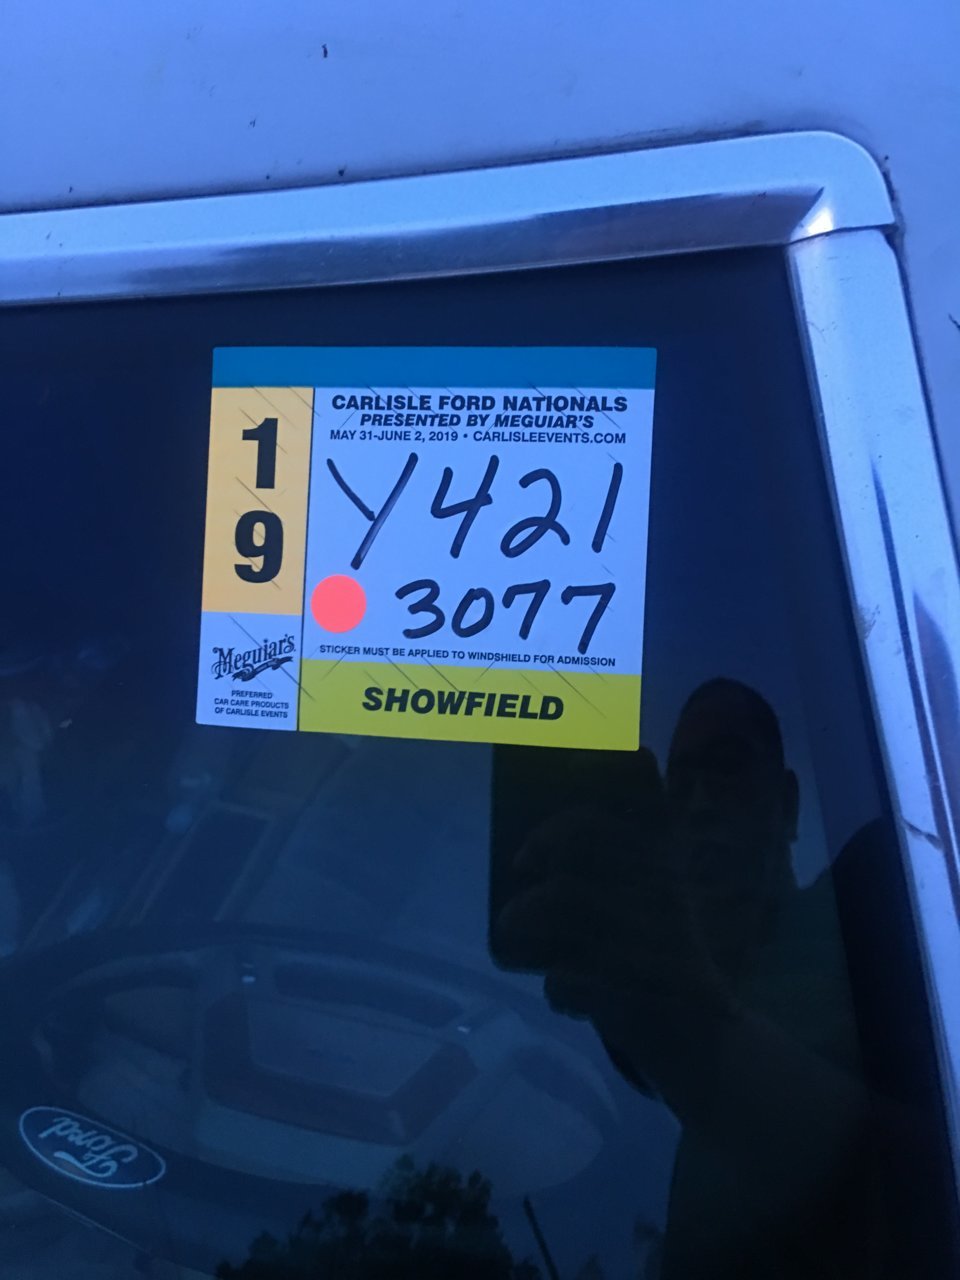 19
CARLISLE FORD NATIONALS
PRESENTED BY MEGUIAR'S
MAY 31-JUNE 2, 2019 • CARLISLEEVENTS.COM
Y421
3077
STICKER MUST BE APPLIED TO WINDSHIELD FOR ADMISSION
SHOWFIELD
Meguiar's
PREFERRED
CAR CARE PRODUCTS
OF CARLISLE EVENTS
Ford